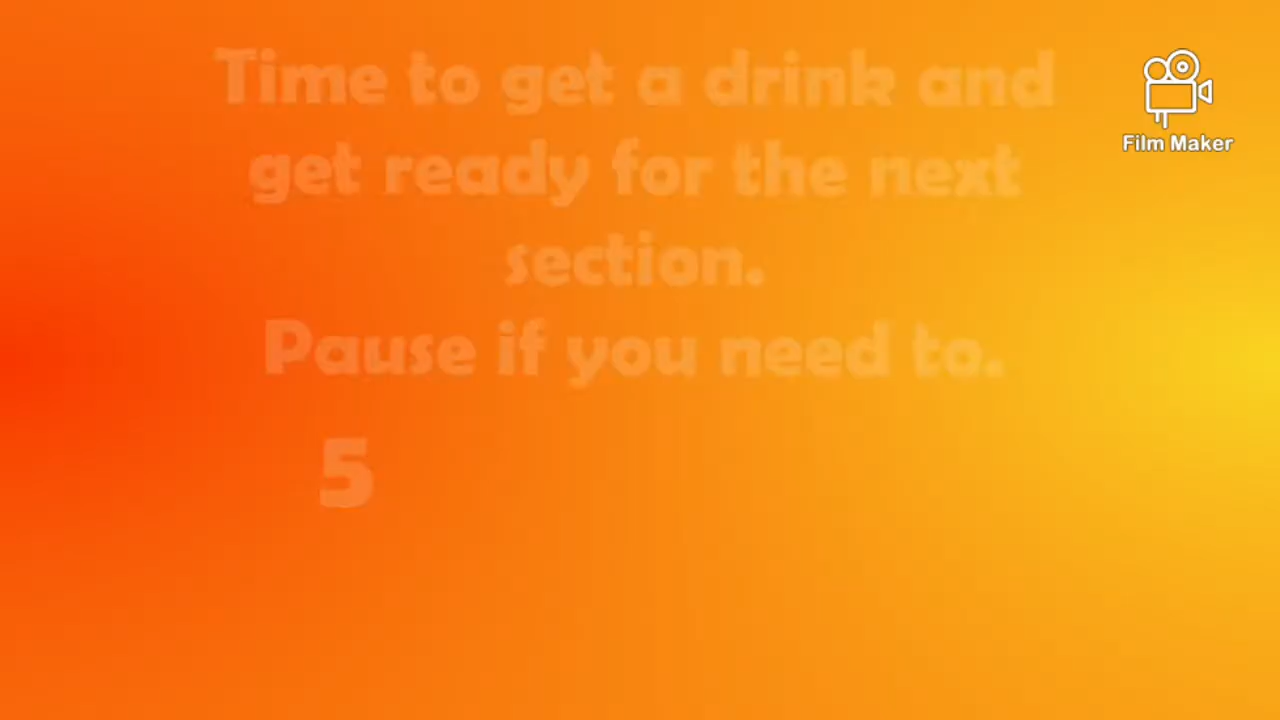 Time to get a drink and
get ready for the next
section.
Pause if you need to.
5
Film Maker